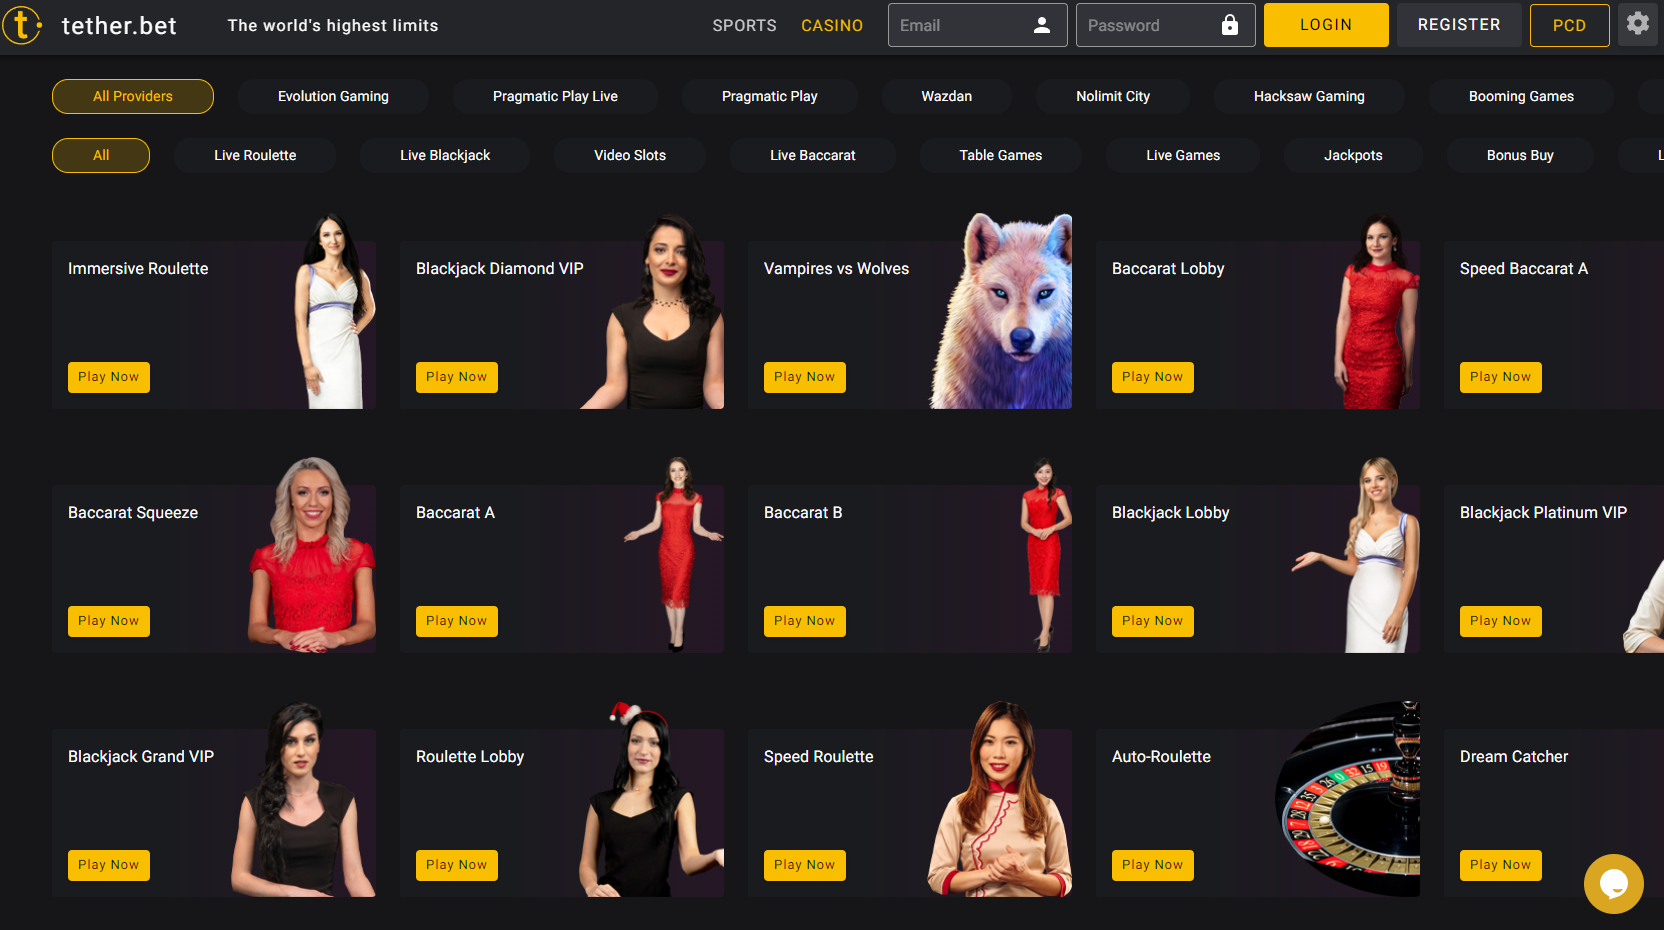 tether.bet
The world's highest limits
SPORTS
CASINO
Email
Password
LOGIN
REGISTER
PCD
All Providers
Evolution Gaming
Pragmatic Play Live
Pragmatic Play
Wazdan
Nolimit City
Hacksaw Gaming
Booming Games
All
Live Roulette
Live Blackjack
Video Slots
Live Baccarat
Table Games
Live Games
Jackpots
Bonus Buy
L
Immersive Roulette
Blackjack Diamond VIP
Vampires vs Wolves
Baccarat Lobby
Speed Baccarat A
Play Now
Play Now
Play Now
Play Now
Play Now
Baccarat Squeeze
Baccarat A
Baccarat B
Blackjack Lobby
Blackjack Platinum VIP
Play Now
Play Now
Play Now
Play Now
Play Now
Blackjack Grand VIP
Roulette Lobby
Speed Roulette
Auto-Roulette
Dream Catcher
Play Now
Play Now
Play Now
Play Now
Play Now